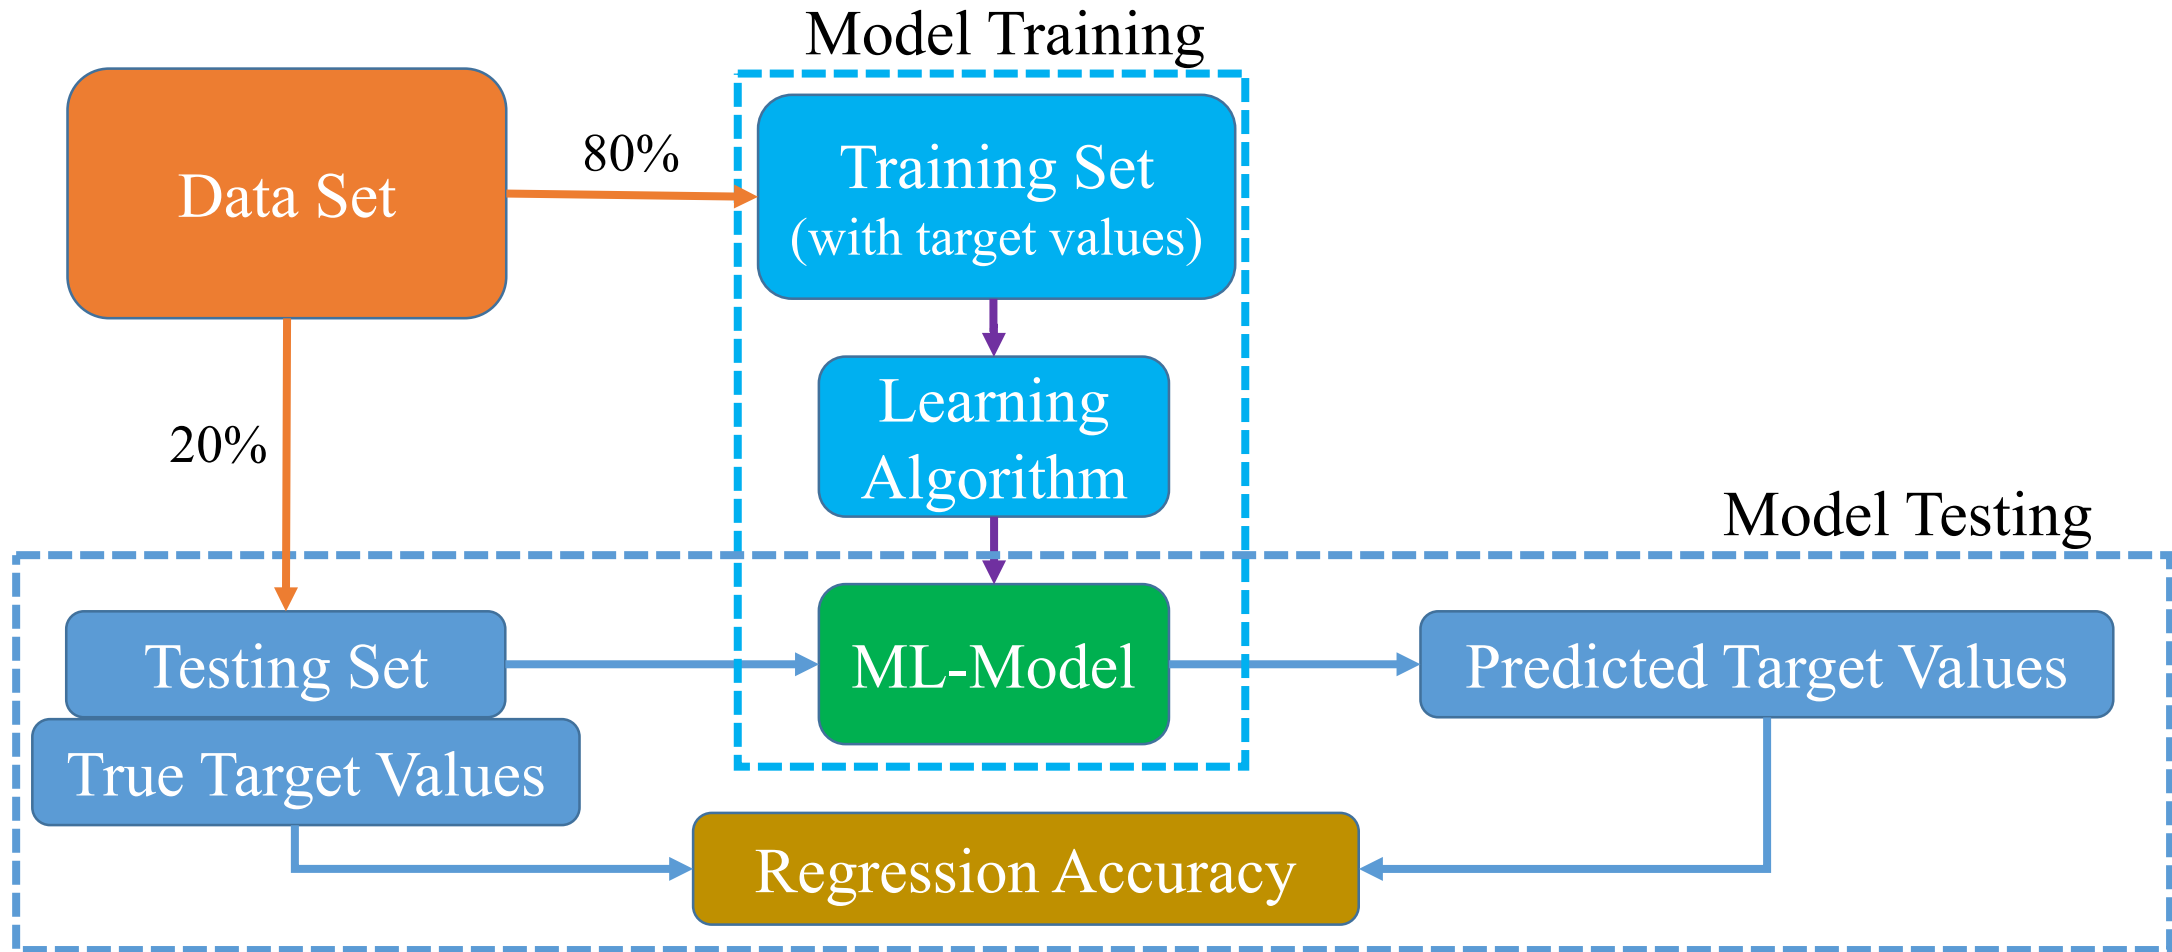 Model Training
Data Set
80%
Training Set
(with target values)
20%
Learning
Algorithm
Model Testing
Testing Set
ML-Model
Predicted Target Values
True Target Values
Regression Accuracy